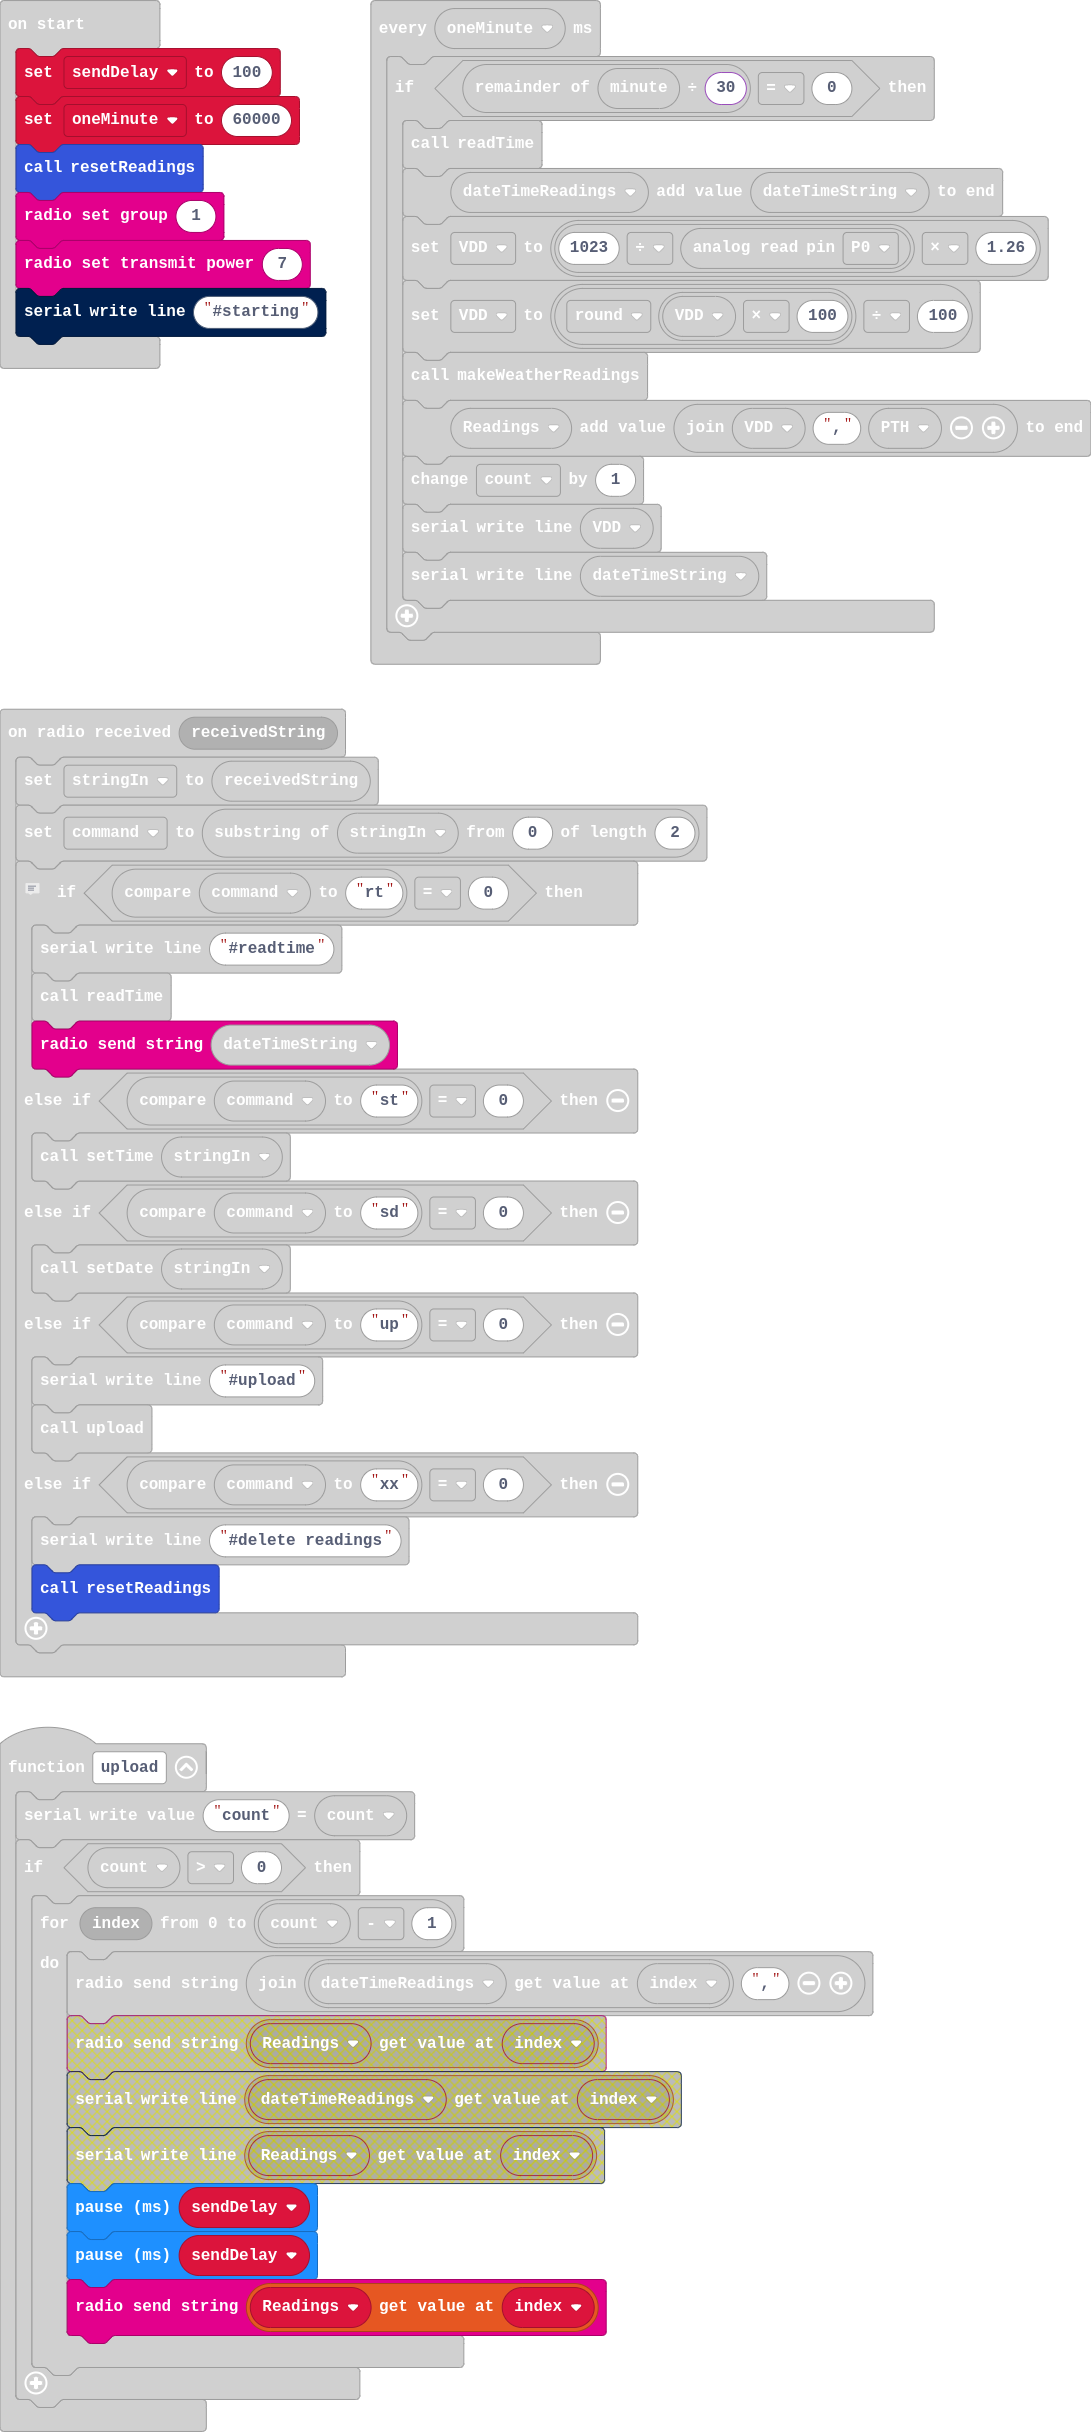 on start
set sendDelay to 100
set oneMinute to 60000
call resetReadings
radio set group 1
radio set transmit power 7
serial write line "#starting"
every oneMinute ms
if remainder of minute ÷ 30 = 0 then
call readTime
dateTimeReadings add value dateTimeString to end
set VDD to 1023 ÷ analog read pin P0 × 1.26
set VDD to round VDD × 100 ÷ 100
call makeWeatherReadings
Readings add value join VDD "," PTH to end
change count by 1
serial write line VDD
serial write line dateTimeString
on radio received receivedString
set stringIn to receivedString
set command to substring of stringIn from 0 of length 2
if compare command to "rt" = 0 then
serial write line "#readtime"
call readTime
radio send string dateTimeString
else if compare command to "st" = 0 then
call setTime stringIn
else if compare command to "sd" = 0 then
call setDate stringIn
else if compare command to "up" = 0 then
serial write line "#upload"
call upload
else if compare command to "xx" = 0 then
serial write line "#delete readings"
call resetReadings
function upload
serial write value "count" = count
if count > 0 then
for index from 0 to count - 1
do
radio send string join dateTimeReadings get value at index ","
radio send string Readings get value at index
serial write line dateTimeReadings get value at index
serial write line Readings get value at index
pause (ms) sendDelay
pause (ms) sendDelay
radio send string Readings get value at index